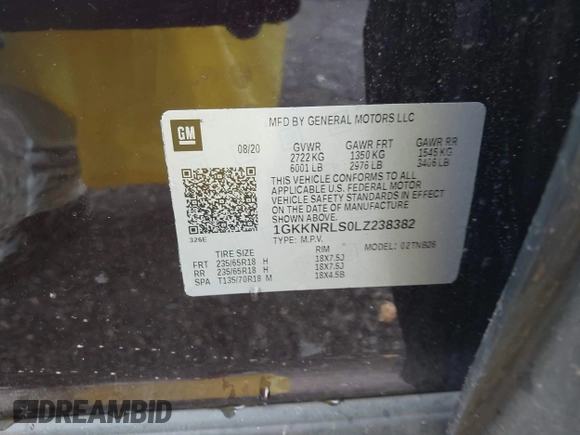 MFD BY GENERAL MOTORS LLC
GM
08/20 GVWR GAWR FRT GAWR RR
2722 KG 1350 KG 1545 KG
6001 LB 2976 LB 3406 LB
THIS VEHICLE CONFORMS TO ALL
APPLICABLE U.S. FEDERAL MOTOR
VEHICLE SAFETY STANDARDS IN EFFECT
ON THE DATE OF MANUFACTURE
SHOWN ABOVE.
1GKKNRLS0LZ238382
326E
TYPE: M.P.V. MODEL: 02TNB26
TIRE SIZE RIM
FRT 235/65R18 H 18X7.5J
RR 235/65R18 H 18X7.5J
SPA T135/70R18 M 18X4.5B
DREAMBID